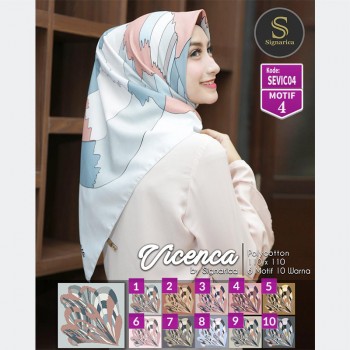 S
Signarica
Kode:
SEVIC04
MOTIF
4
Vicenca
by Signarica
Poly cotton
110 x 110
6 Motif 10 Warna
1
2
3
4
5
6
7
8
9
10